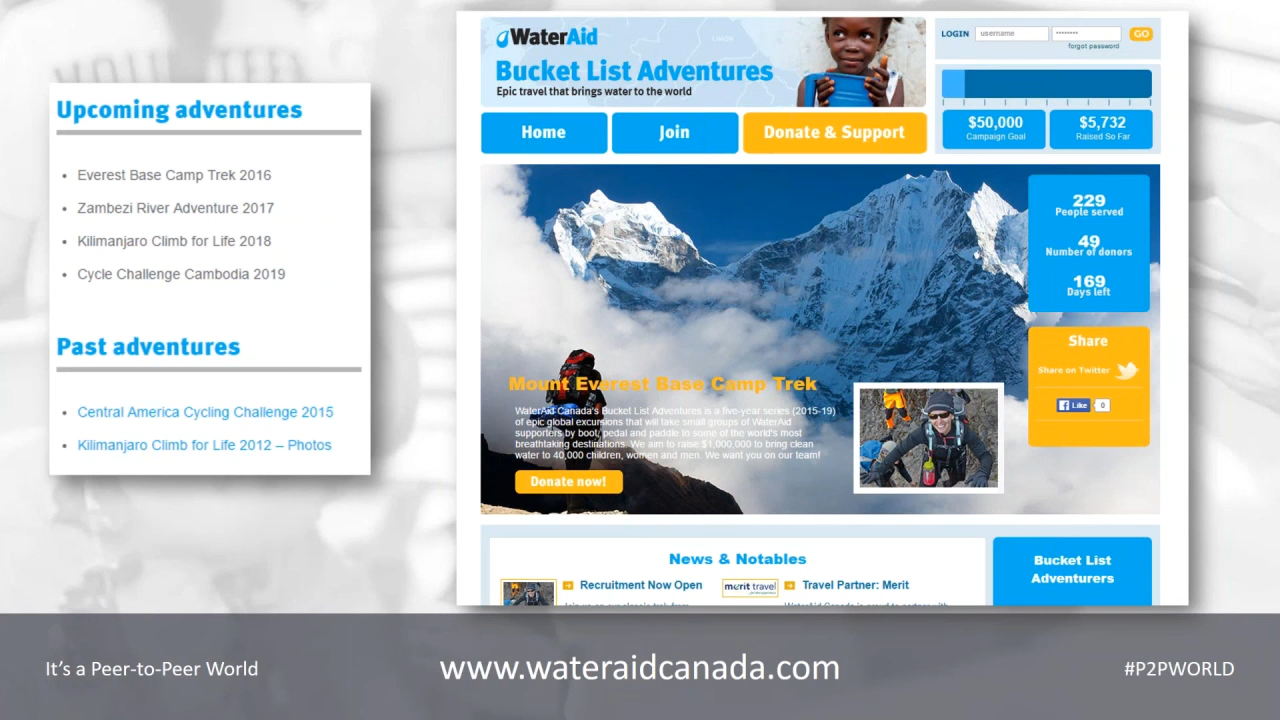 Upcoming adventures
Everest Base Camp Trek 2016
Zambezi River Adventure 2017
Kilimanjaro Climb for Life 2018
Cycle Challenge Cambodia 2019
Past adventures
Central America Cycling Challenge 2015
Kilimanjaro Climb for Life 2012 – Photos
WaterAid
Bucket List Adventures
Epic travel that brings water to the world
LOGIN username •••••••• GO
forgot password
Home Join Donate & Support
$50,000 $5,732
Campaign Goal Raised So Far
229
People served
49
Number of donors
169
Days left
Share
Share on Twitter
Like 0
Mount Everest Base Camp Trek
WaterAid Canada's Bucket List Adventures is a five-year series (2015-19)
of epic global excursions that will take small groups of WaterAid
supporters by boot, pedal and paddle to some of the world's most
breathtaking destinations. We aim to raise $1,000,000 to bring clean
water to 40,000 children, women and men. We want you on our team!
Donate now!
News & Notables
Recruitment Now Open
merit travel
Travel Partner: Merit
Bucket List
Adventurers
It's a Peer-to-Peer World
www.wateraidcanada.com
#P2PWORLD